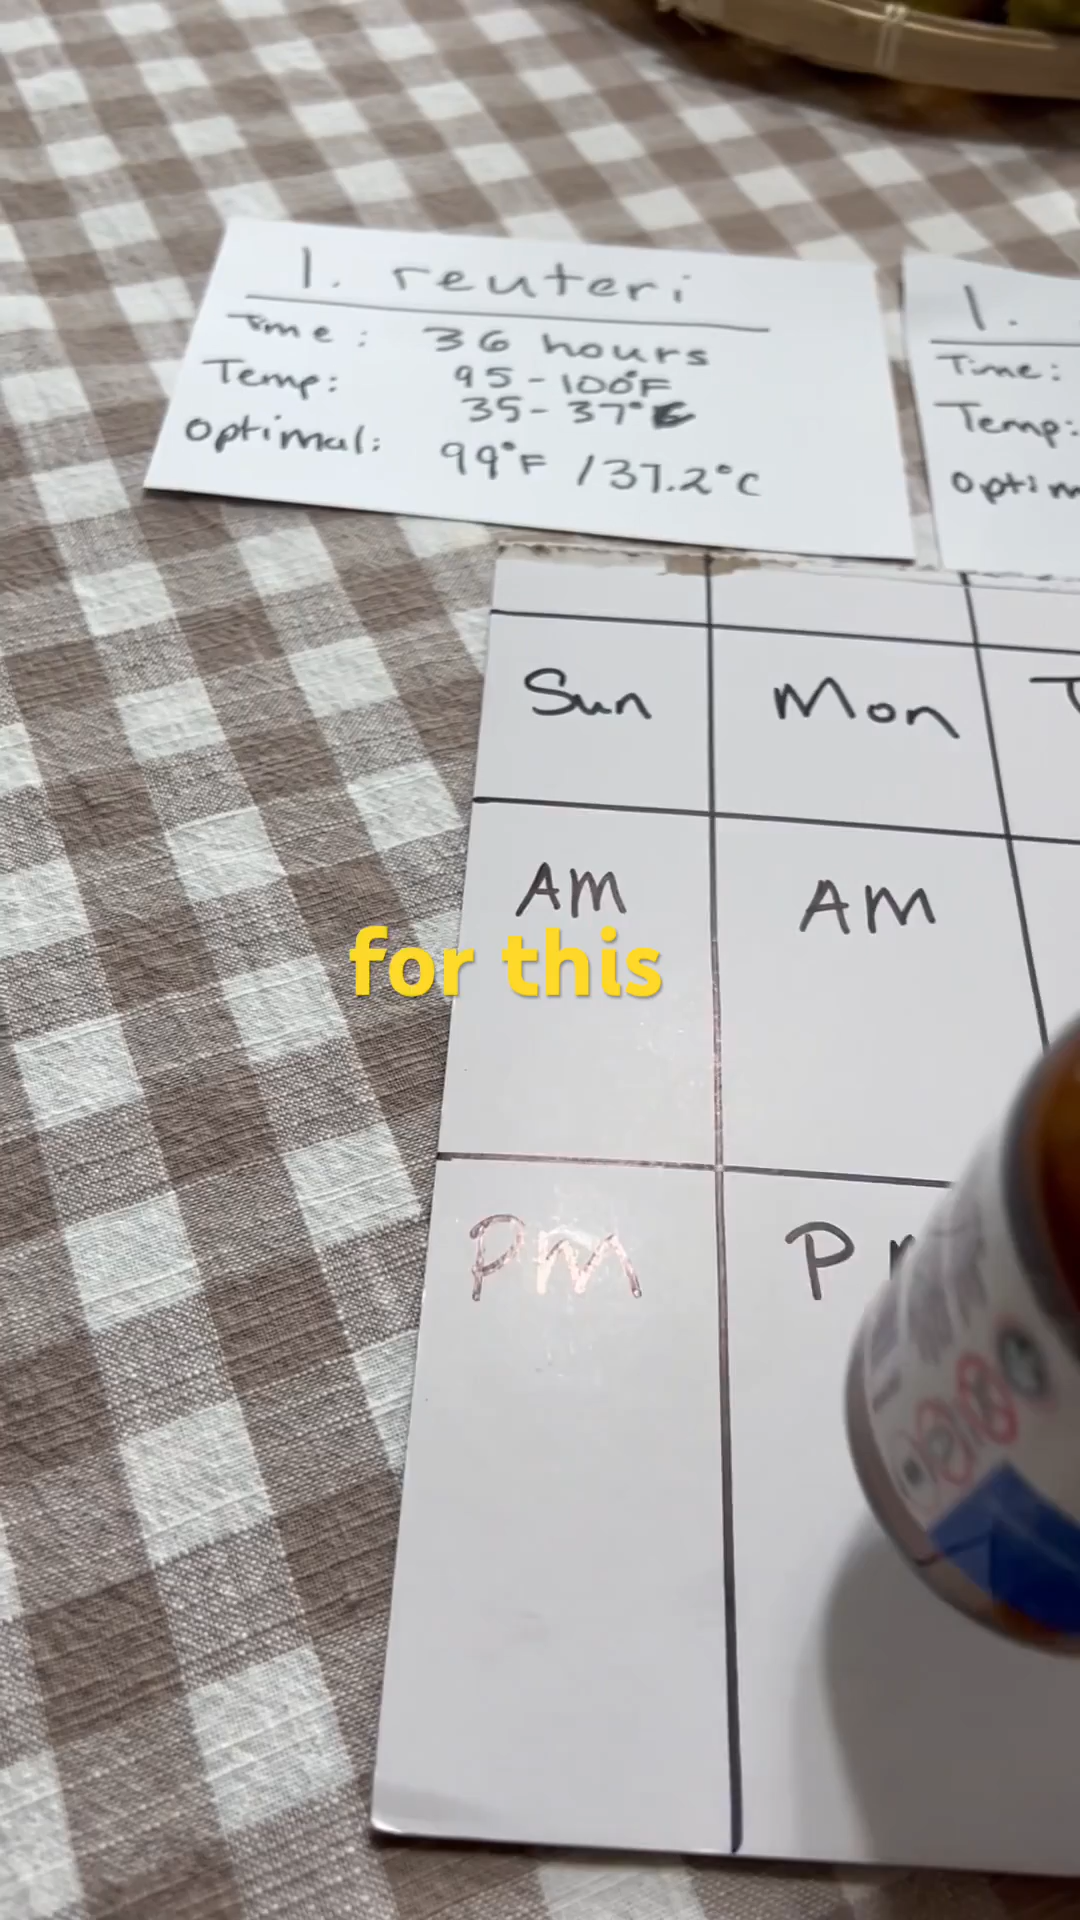 l. reuteri
Time: 36 hours
Temp: 95-100°F
35-37°C
optimal: 99°F /37.2°C
l.
Time:
Temp:
Sun
Mon
AM
AM
for this
PM